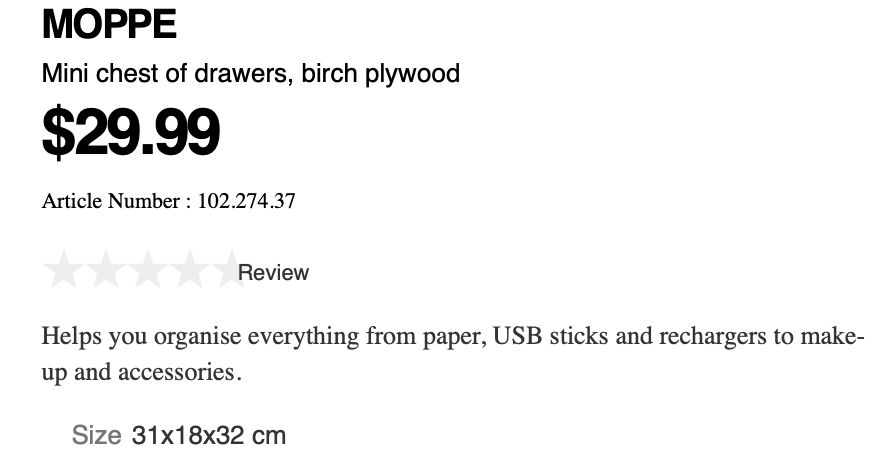 MOPPE
Mini chest of drawers, birch plywood
$29.99
Article Number : 102.274.37
Review
Helps you organise everything from paper, USB sticks and rechargers to make-
up and accessories.
Size 31x18x32 cm